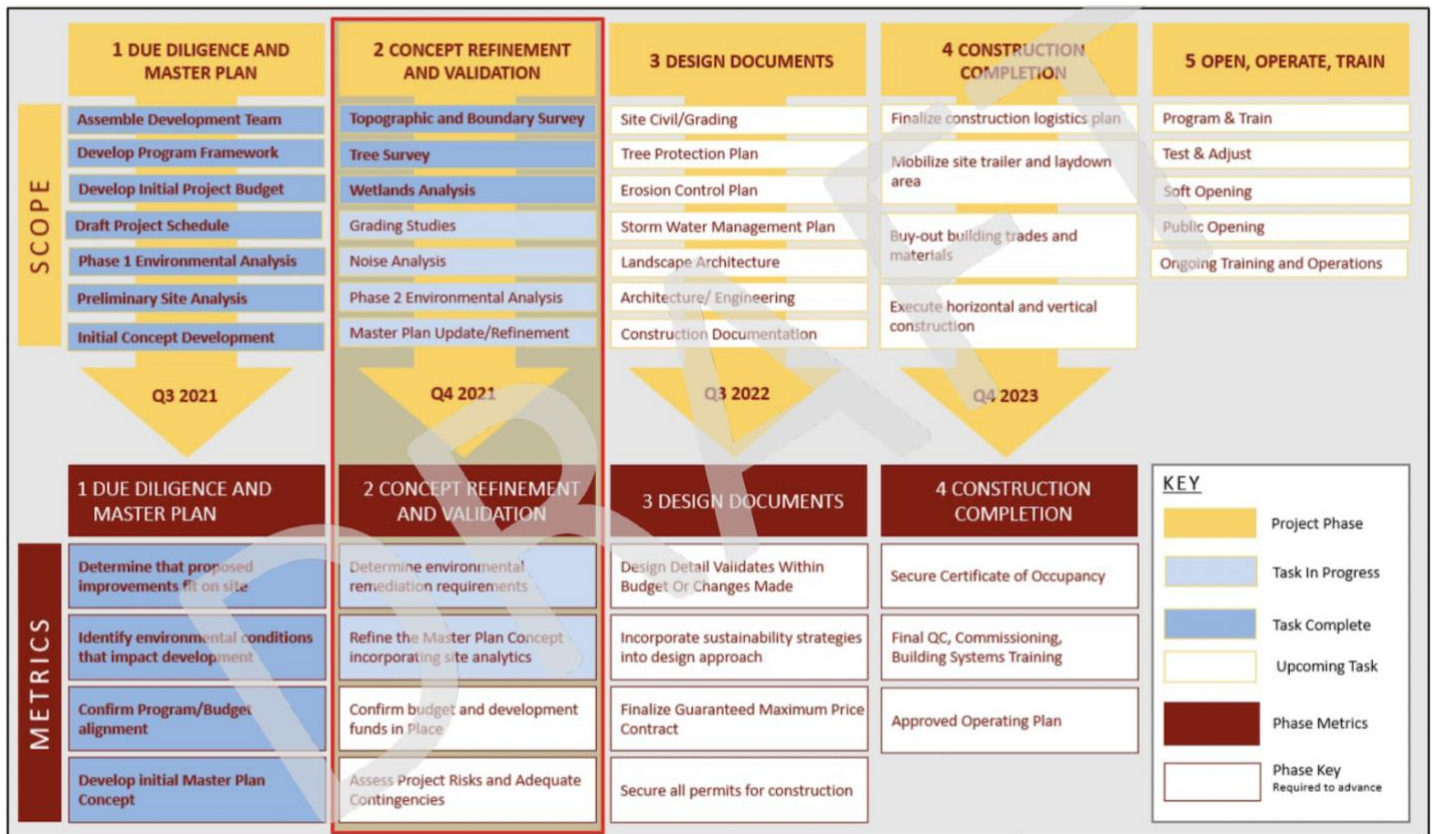 1 DUE DILIGENCE AND
MASTER PLAN
2 CONCEPT REFINEMENT
AND VALIDATION
3 DESIGN DOCUMENTS
4 CONSTRUCTION
COMPLETION
5 OPEN, OPERATE, TRAIN
SCOPE
Assemble Development Team
Develop Program Framework
Develop Initial Project Budget
Draft Project Schedule
Phase 1 Environmental Analysis
Preliminary Site Analysis
Initial Concept Development
Q3 2021
Topographic and Boundary Survey
Tree Survey
Wetlands Analysis
Grading Studies
Noise Analysis
Phase 2 Environmental Analysis
Master Plan Update/Refinement
Q4 2021
Site Civil/Grading
Tree Protection Plan
Erosion Control Plan
Storm Water Management Plan
Landscape Architecture
Architecture/ Engineering
Construction Documentation
Q3 2022
Finalize construction logistics plan
Mobilize site trailer and laydown
area
Buy-out building trades and
materials
Execute horizontal and vertical
construction
Q4 2023
Program & Train
Test & Adjust
Soft Opening
Public Opening
Ongoing Training and Operations
METRICS
1 DUE DILIGENCE AND
MASTER PLAN
Determine that proposed
improvements fit on site
Identify environmental conditions
that impact development
Confirm Program/Budget
alignment
Develop initial Master Plan
Concept
2 CONCEPT REFINEMENT
AND VALIDATION
Determine environmental
remediation requirements
Refine the Master Plan Concept
incorporating site analytics
Confirm budget and development
funds in Place
Assess Project Risks and Adequate
Contingencies
3 DESIGN DOCUMENTS
Design Detail Validates Within
Budget Or Changes Made
Incorporate sustainability strategies
into design approach
Finalize Guaranteed Maximum Price
Contract
Secure all permits for construction
4 CONSTRUCTION
COMPLETION
Secure Certificate of Occupancy
Final QC, Commissioning,
Building Systems Training
Approved Operating Plan
KEY
Project Phase
Task In Progress
Task Complete
Upcoming Task
Phase Metrics
Phase Key
Required to advance
DRAFT